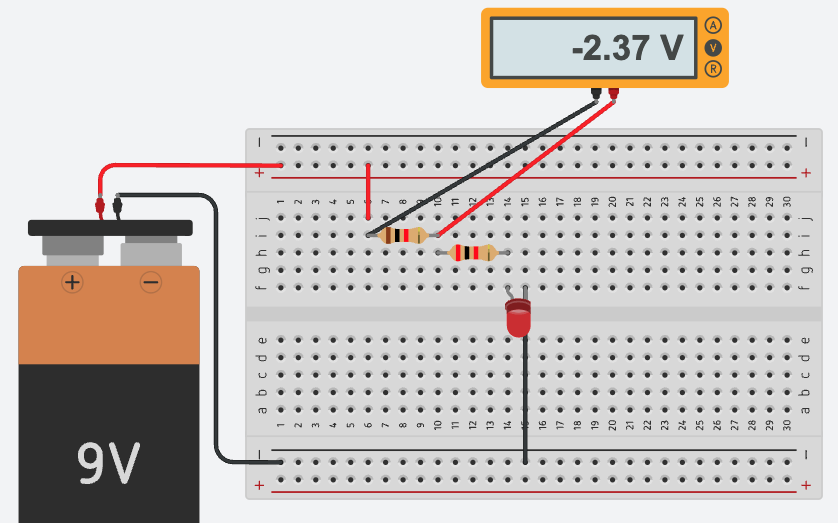 -2.37 V
A
V
R
− −
+ +
1 2 3 4 5 6 7 8 9 10 11 12 13 14 15 16 17 18 19 20 21 22 23 24 25 26 27 28 29 30
j j
i i
h h
g g
f f
+ −
e e
d d
c c
b b
a a
1 2 3 4 5 6 7 8 9 10 11 12 13 14 15 16 17 18 19 20 21 22 23 24 25 26 27 28 29 30
− −
+ +
9V